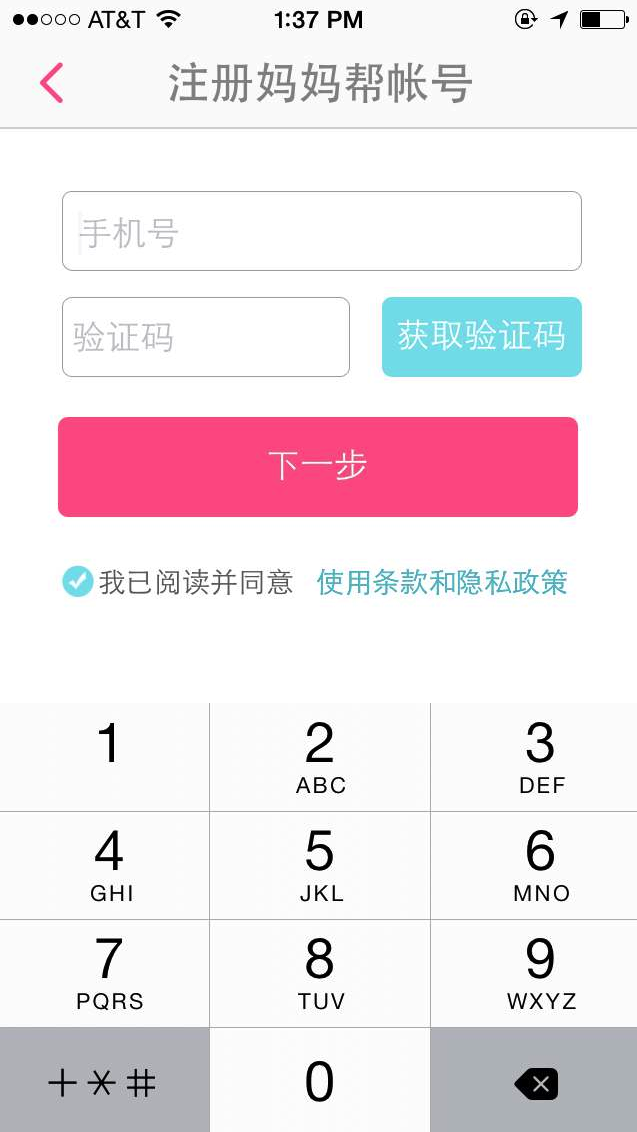 AT&T 1:37 PM
注册妈妈帮帐号
手机号
验证码 获取验证码
下一步
我已阅读并同意 使用条款和隐私政策
1 2 3
ABC DEF
4 5 6
GHI JKL MNO
7 8 9
PQRS TUV WXYZ
+*# 0